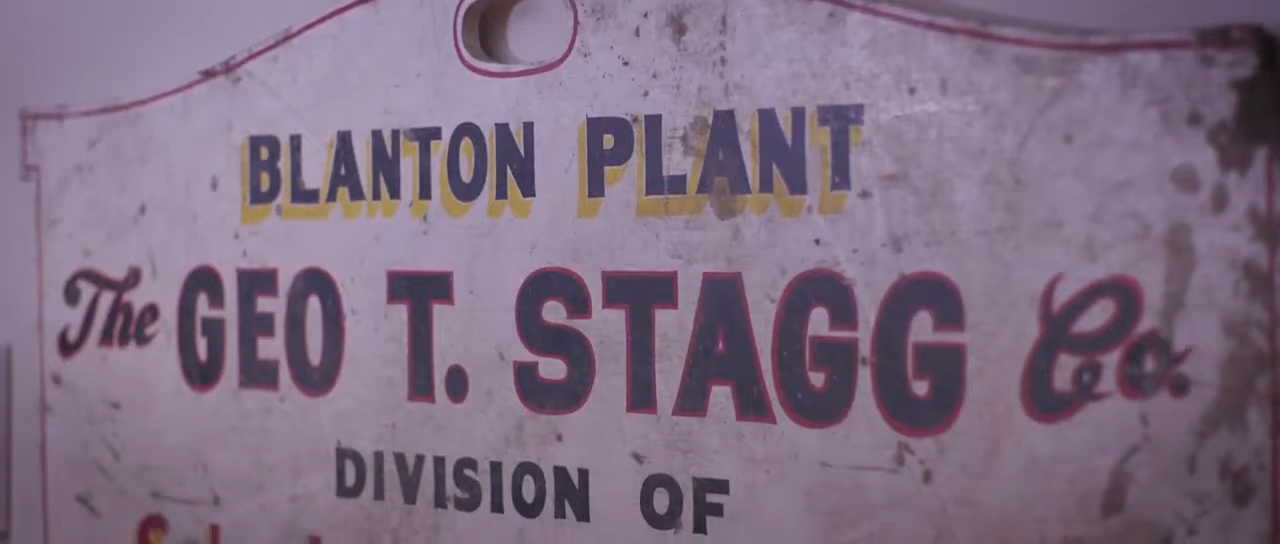 BLANTON PLANT
The GEO T. STAGG Co.
DIVISION OF